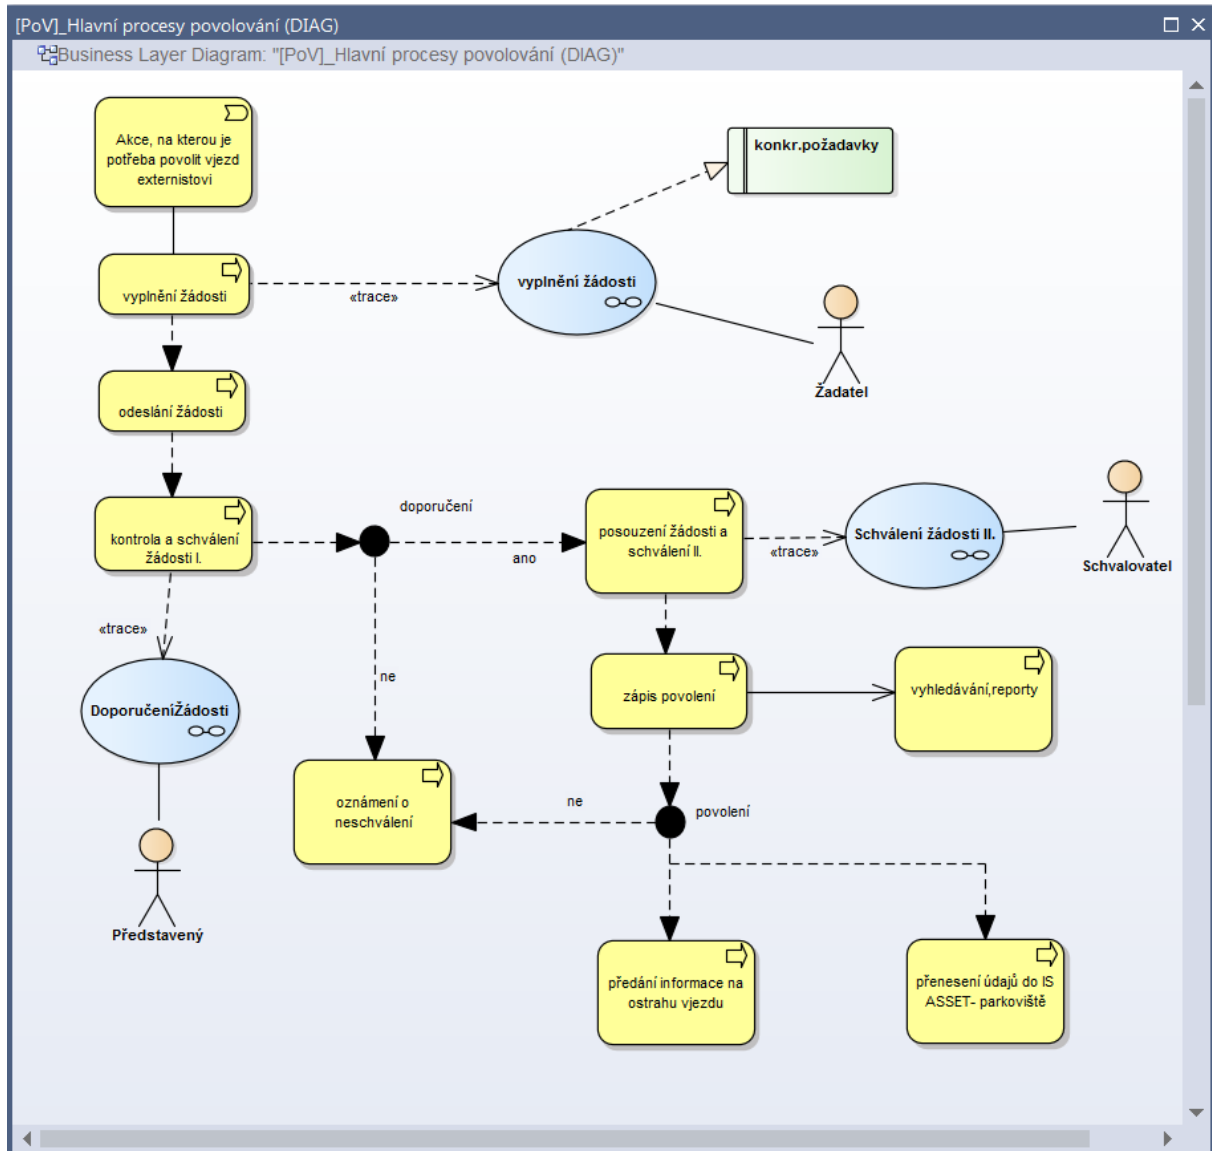 [PoV]_Hlavní procesy povolování (DIAG)
Business Layer Diagram: "[PoV]_Hlavní procesy povolování (DIAG)"
Akce, na kterou je
potřeba povolit vjezd
externistovi
konkr.požadavky
vyplnění žádosti
«trace»
vyplnění žádosti
Žadatel
odeslání žádosti
kontrola a schválení
žádosti I.
doporučení
ano
posouzení žádosti a
schválení II.
«trace»
Schválení žádosti II.
Schvalovatel
«trace»
ne
DoporučeníŽádosti
Představený
zápis povolení
vyhledávání,reporty
oznámení o
neschválení
ne
povolení
předání informace na
ostrahu vjezdu
přenesení údajů do IS
ASSET- parkoviště